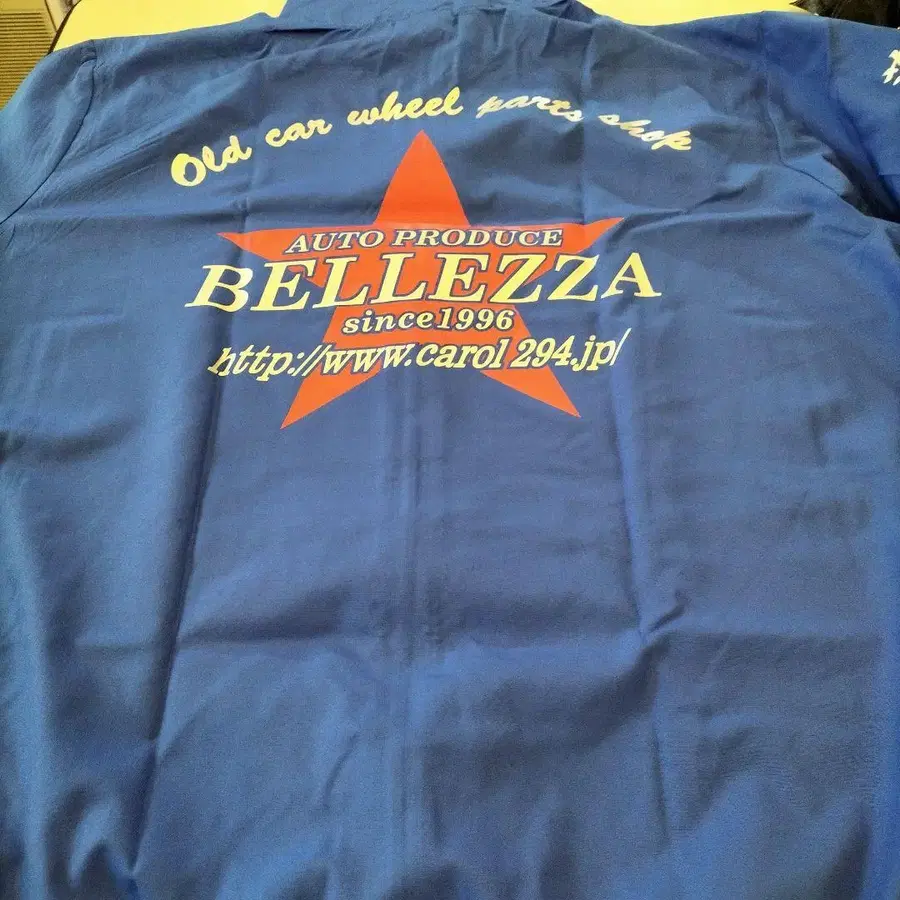 Old car wheel parts shop
AUTO PRODUCE
BELLEZZA
since1996
http://www.carol294.jp/